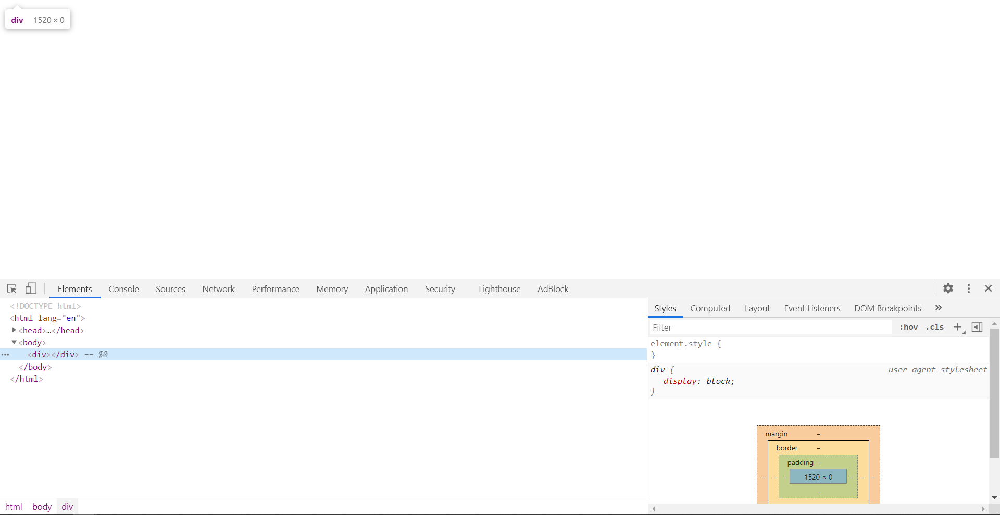 div 1520 × 0
Elements Console Sources Network Performance Memory Application Security Lighthouse AdBlock
<!DOCTYPE html>
<html lang="en">
<head>…</head>
<body>
<div></div> == $0
</body>
</html>
html body div
Styles Computed Layout Event Listeners DOM Breakpoints »
Filter :hov .cls +
element.style {
}
div { user agent stylesheet
display: block;
}
margin –
border –
padding –
– – – 1520 × 0 – – –
–